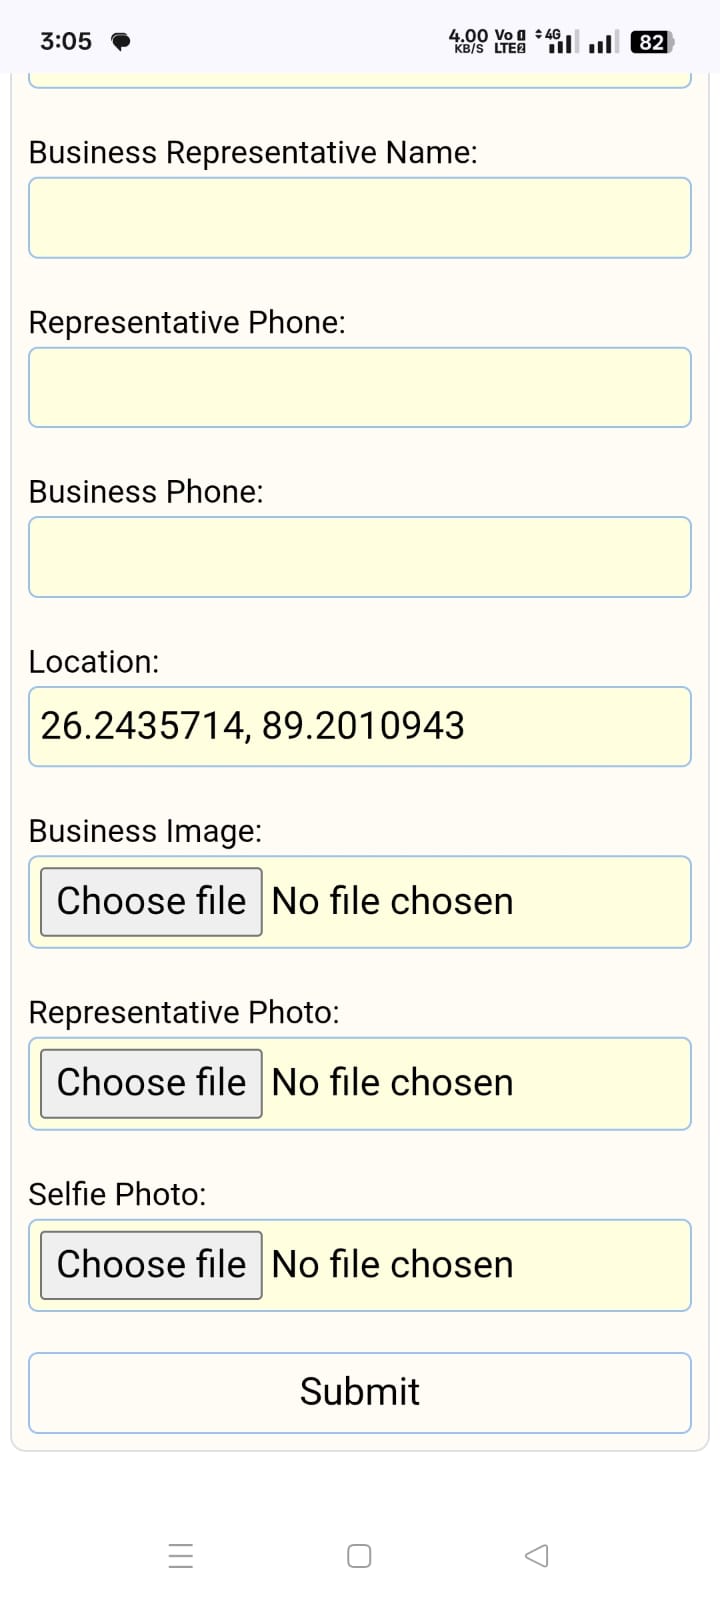 3:05
4.00 KB/S Vo LTE2 4G 82
Business Representative Name:
Representative Phone:
Business Phone:
Location:
26.2435714, 89.2010943
Business Image:
Choose file No file chosen
Representative Photo:
Choose file No file chosen
Selfie Photo:
Choose file No file chosen
Submit